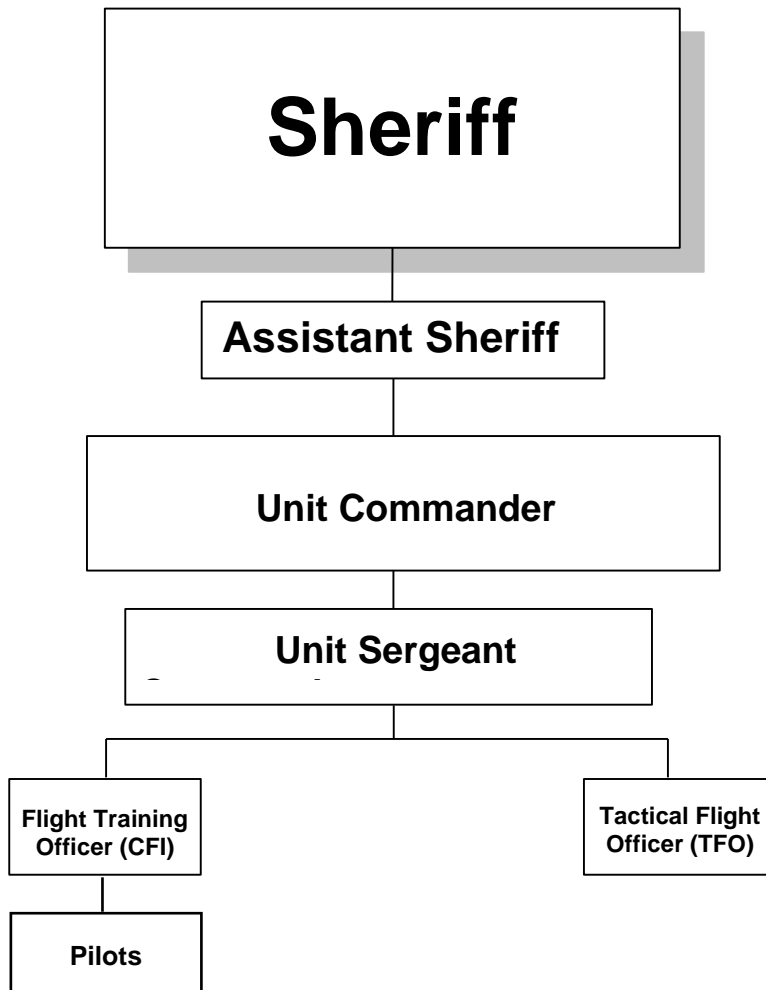 Sheriff
Assistant Sheriff
Unit Commander
Unit Sergeant
Flight Training
Officer (CFI)
Tactical Flight
Officer (TFO)
Pilots